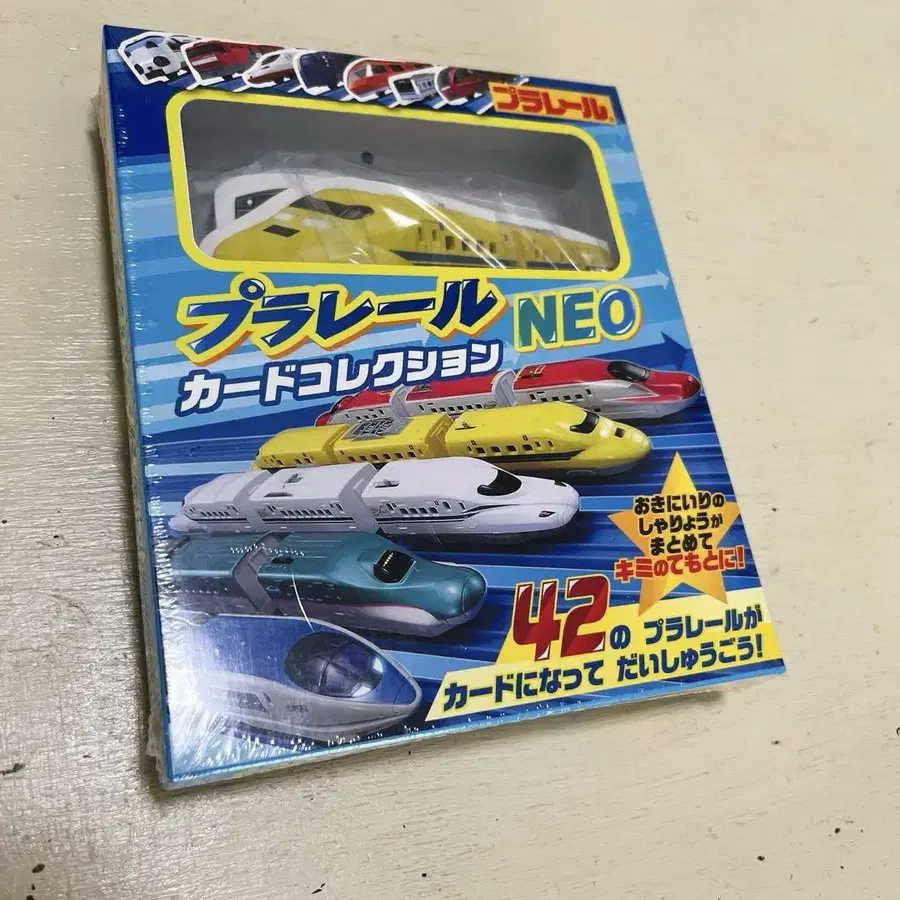 プラレール
プラレール NEO
カードコレクション
おきにいりの
しゃりょうが
まとめて
キミのてもとに!
42の プラレールが
カードになって だいしゅうごう!